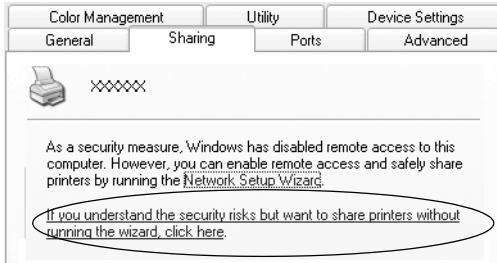 Color Management Utility Device Settings
General Sharing Ports Advanced
XXXXXX
As a security measure, Windows has disabled remote access to this
computer. However, you can enable remote access and safely share
printers by running the Network Setup Wizard.
If you understand the security risks but want to share printers without
running the wizard, click here.